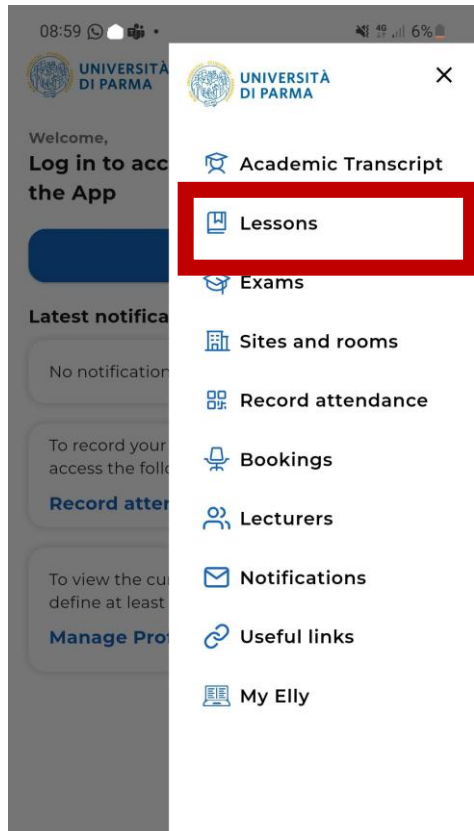 08:59
4G 6%
UNIVERSITÀ
DI PARMA
Welcome,
Log in to acc
the App
Latest notifica
No notification
To record your
access the follo
Record atten
To view the cu
define at least
Manage Pro
UNIVERSITÀ
DI PARMA
Academic Transcript
Lessons
Exams
Sites and rooms
Record attendance
Bookings
Lecturers
Notifications
Useful links
My Elly